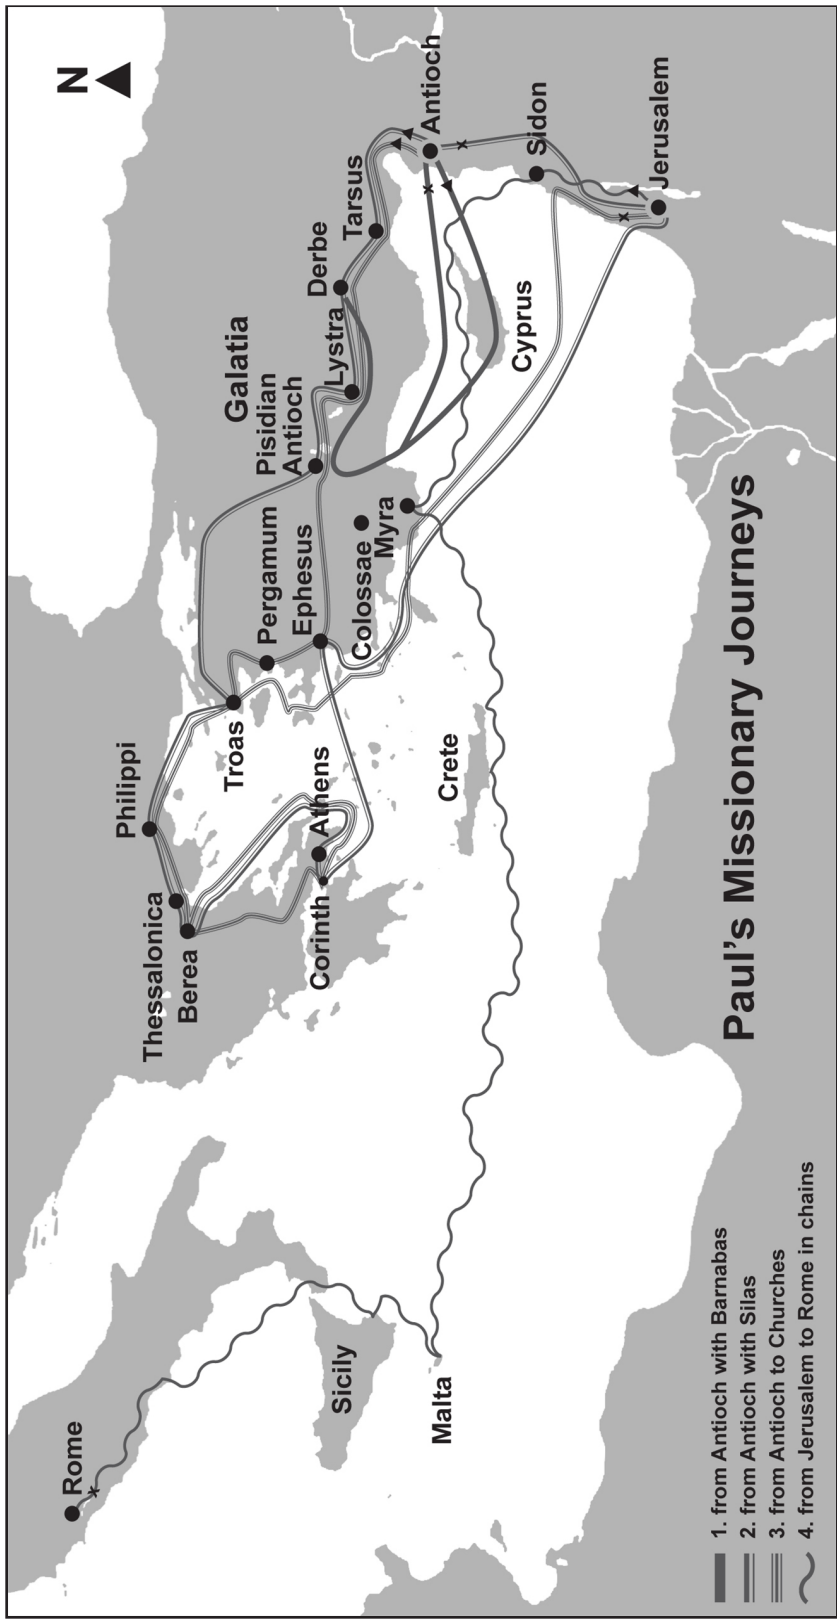 N
Rome
Sicily
Malta
Thessalonica
Berea
Philippi
Corinth
Athens
Troas
Crete
Pergamum
Ephesus
Colossae
Myra
Galatia
Pisidian
Antioch
Lystra
Derbe
Tarsus
Antioch
Cyprus
Sidon
Jerusalem
Paul's Missionary Journeys
1. from Antioch with Barnabas
2. from Antioch with Silas
3. from Antioch to Churches
4. from Jerusalem to Rome in chains